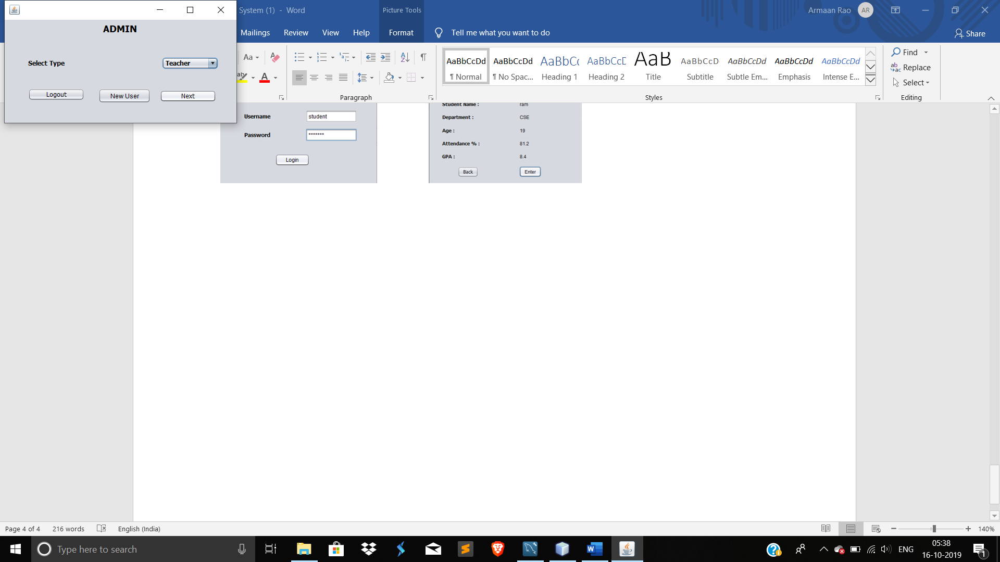 System (1) - Word
Picture Tools
Armaan Rao
AR
ADMIN
Select Type
Teacher
Logout
New User
Next
Mailings
Review
View
Help
Format
Tell me what you want to do
Share
Aa
Paragraph
AaBbCcDd
¶ Normal
AaBbCcDd
¶ No Spac...
AaBbCc
Heading 1
AaBbCcE
Heading 2
AaB
Title
AaBbCcD
Subtitle
AaBbCcDd
Subtle Em...
AaBbCcDd
Emphasis
AaBbCcDd
Intense E...
Styles
Find
Replace
Select
Editing
Username
student
Password
*******
Login
Student Name :
ram
Department :
CSE
Age :
19
Attendance % :
81.2
GPA :
8.4
Back
Enter
Page 4 of 4
216 words
English (India)
140%
Type here to search
ENG
05:38
16-10-2019
1